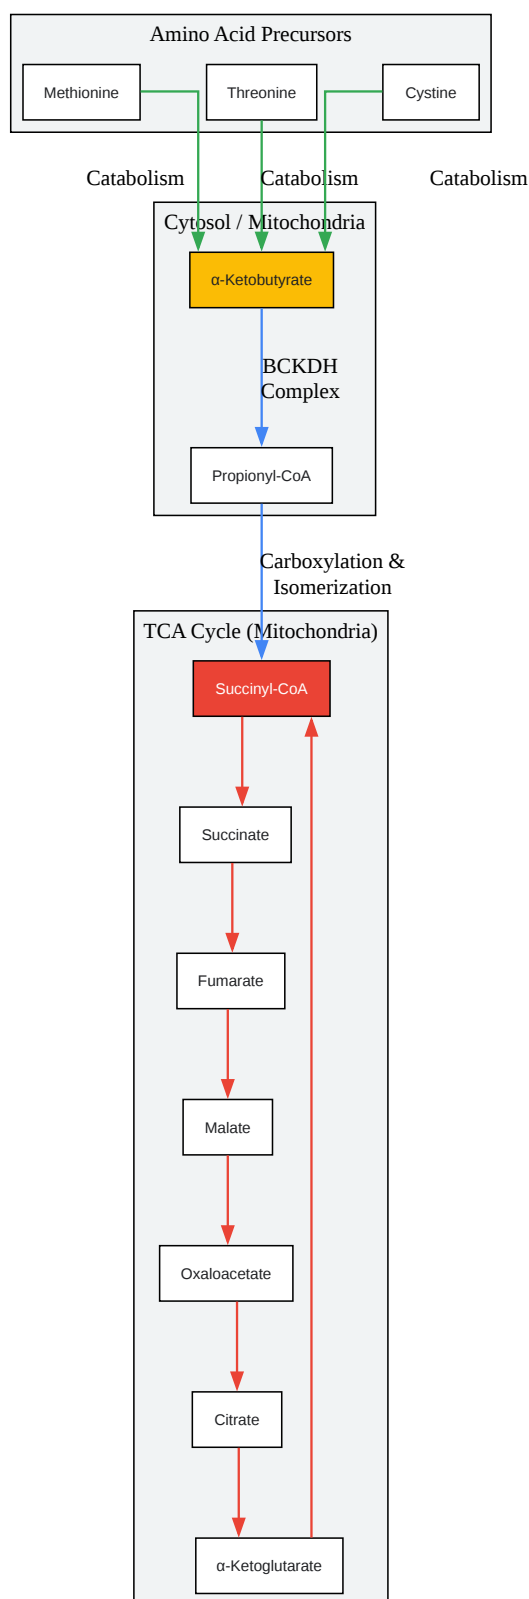 Amino Acid Precursors
Methionine
Threonine
Cystine
Catabolism
Catabolism
Catabolism
Cytosol / Mitochondria
α-Ketobutyrate
BCKDH
Complex
Propionyl-CoA
Carboxylation &
Isomerization
TCA Cycle (Mitochondria)
Succinyl-CoA
Succinate
Fumarate
Malate
Oxaloacetate
Citrate
α-Ketoglutarate